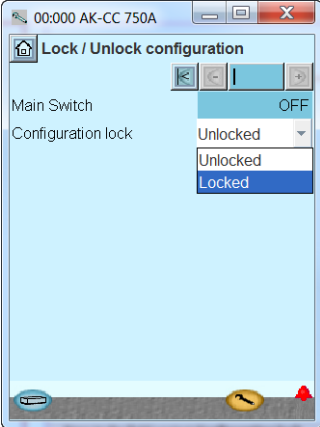 00:000 AK-CC 750A
Lock / Unlock configuration
Main Switch OFF
Configuration lock Unlocked
Unlocked
Locked